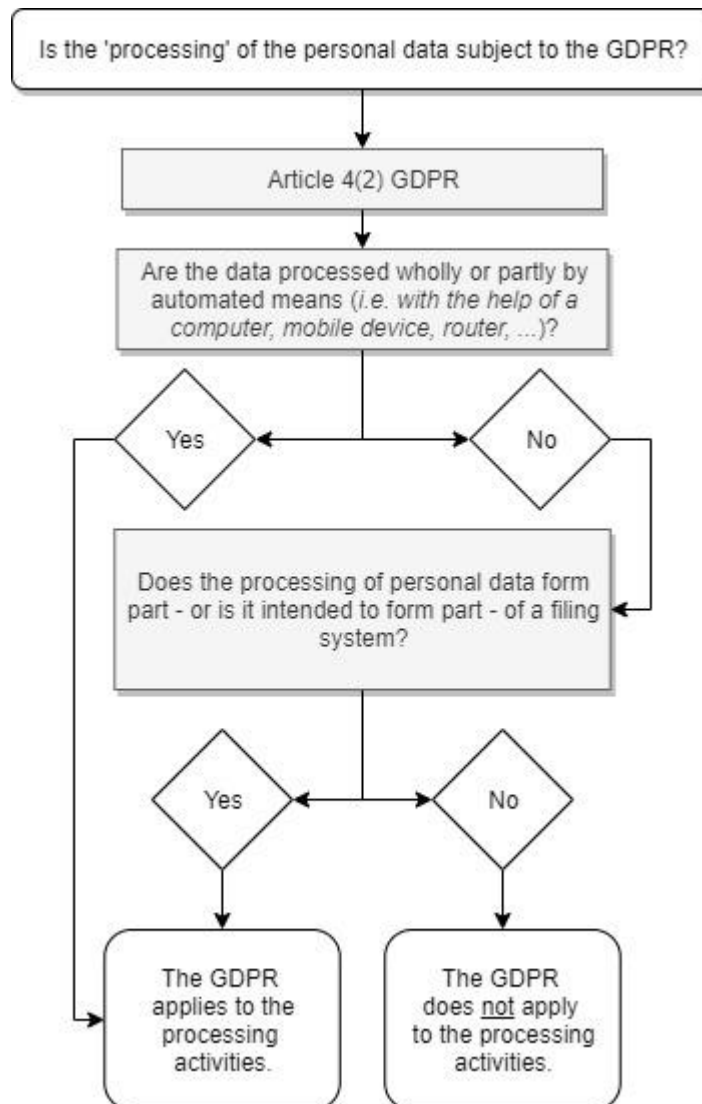 Is the 'processing' of the personal data subject to the GDPR?
Article 4(2) GDPR
Are the data processed wholly or partly by
automated means (i.e. with the help of a
computer, mobile device, router, ...)?
Yes
No
Does the processing of personal data form
part - or is it intended to form part - of a filing
system?
Yes
No
The GDPR
applies to the
processing
activities.
The GDPR
does not apply
to the processing
activities.